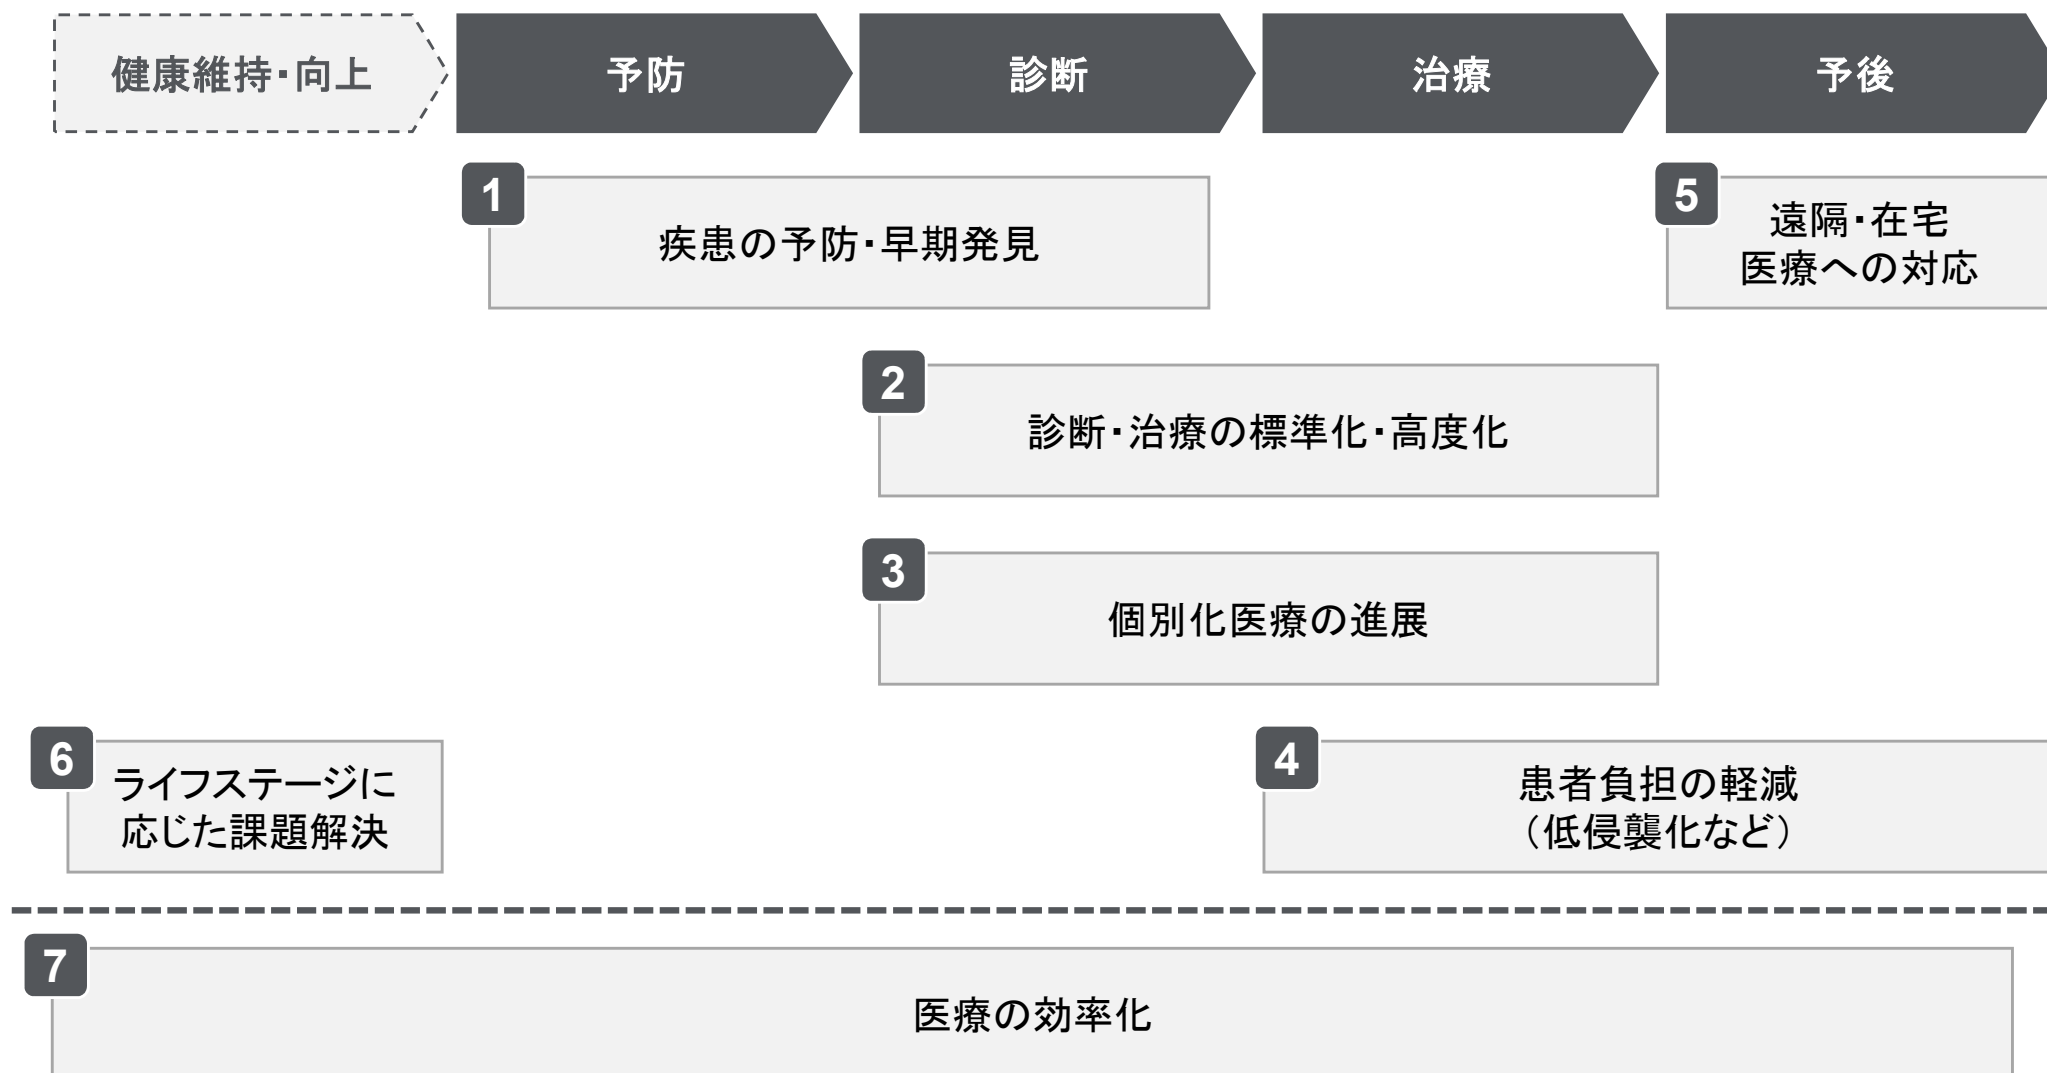 健康維持・向上
予防
診断
治療
予後
1
疾患の予防・早期発見
5
遠隔・在宅
医療への対応
2
診断・治療の標準化・高度化
3
個別化医療の進展
6
ライフステージに
応じた課題解決
4
患者負担の軽減
（低侵襲化など）
7
医療の効率化